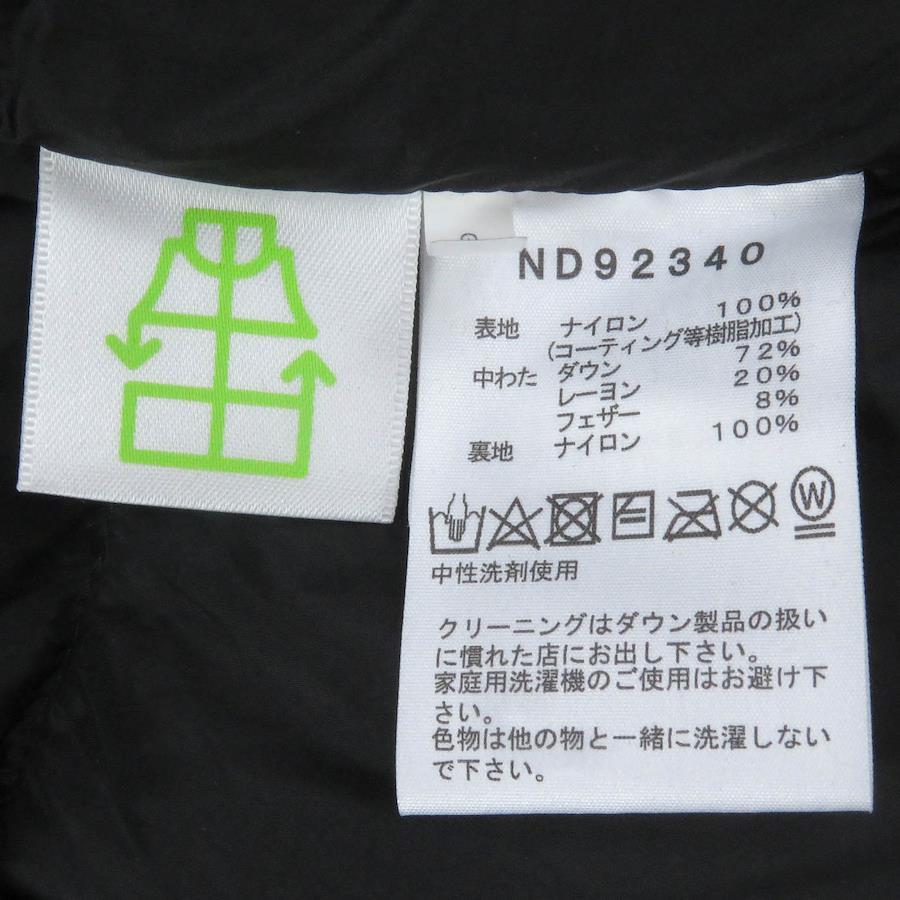 ND92340
表地 ナイロン 100%
(コーティング等樹脂加工)
中わた ダウン 72%
レーヨン 20%
フェザー 8%
裏地 ナイロン 100%
W
中性洗剤使用
クリーニングはダウン製品の扱い
に慣れた店にお出し下さい。
家庭用洗濯機のご使用はお避け下
さい。
色物は他の物と一緒に洗濯しない
で下さい。